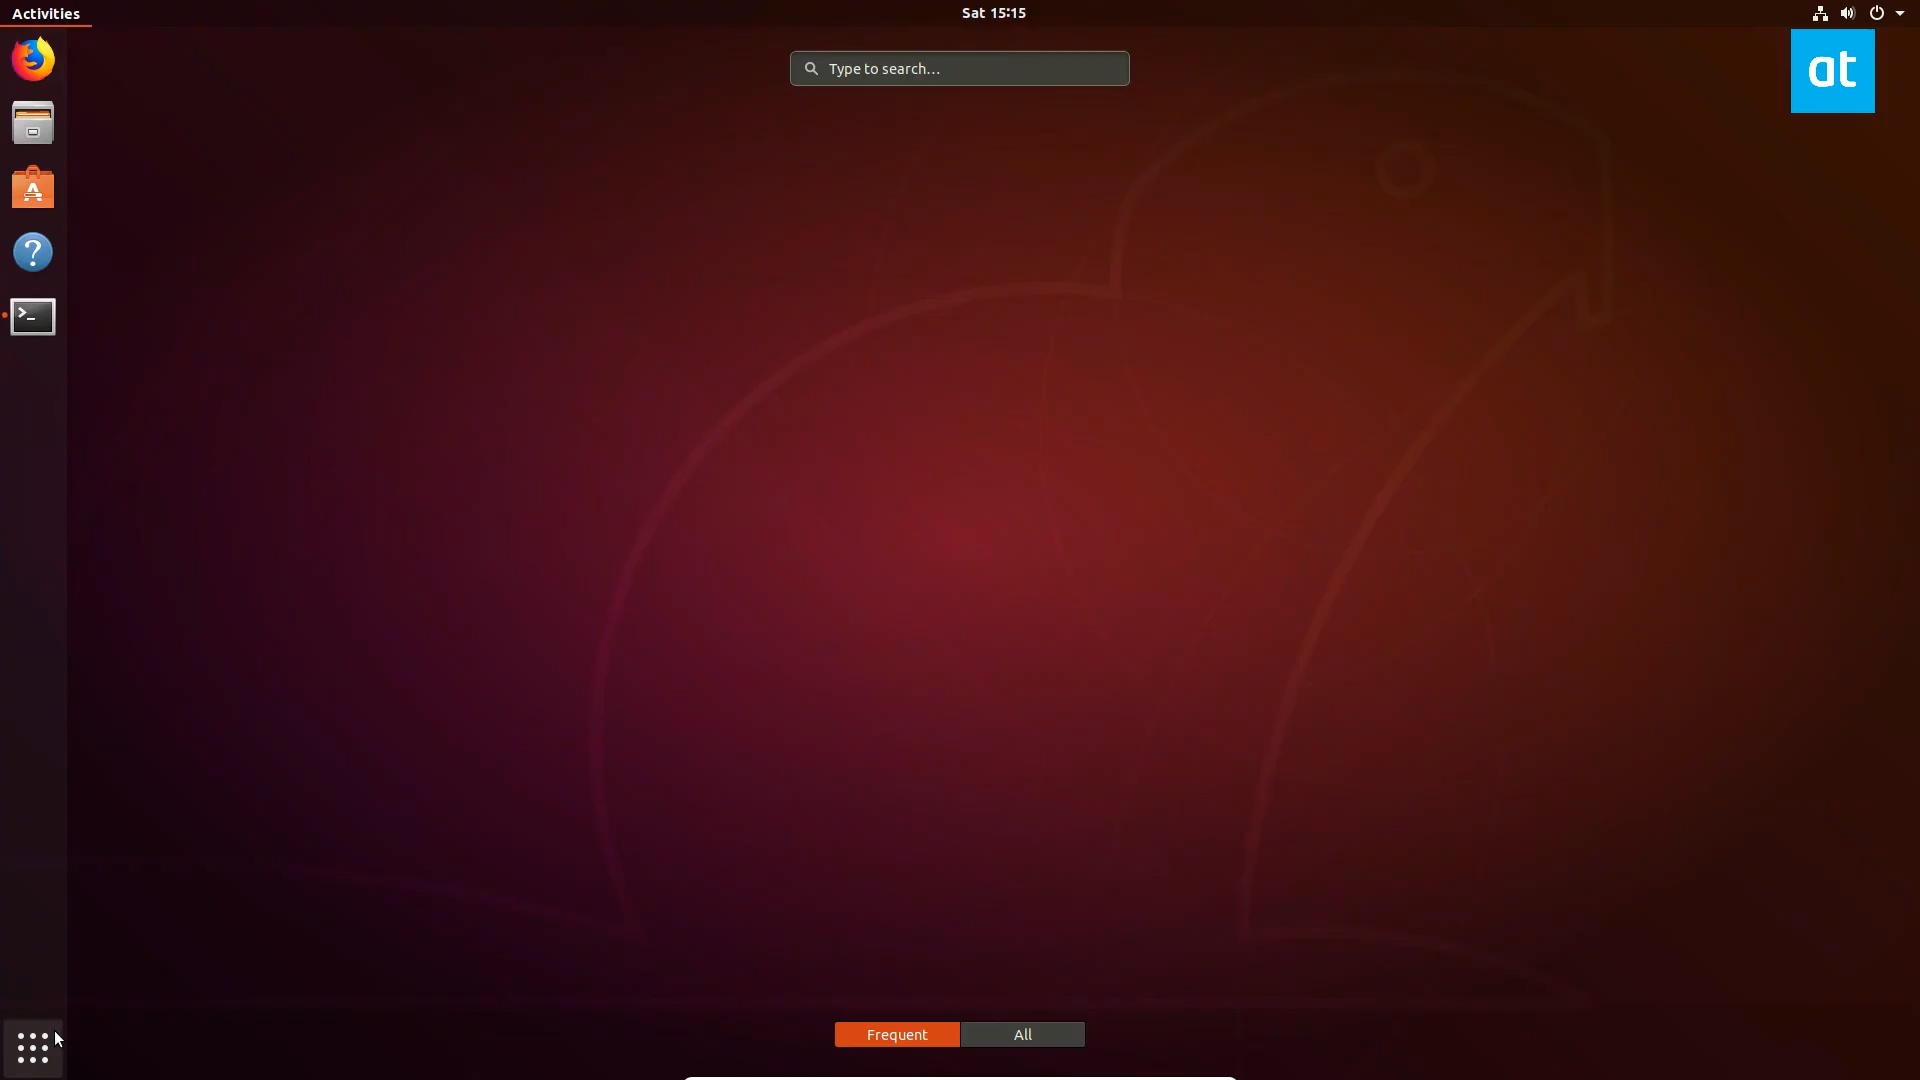 Activities
Sat 15:15
Type to search...
at
Frequent
All